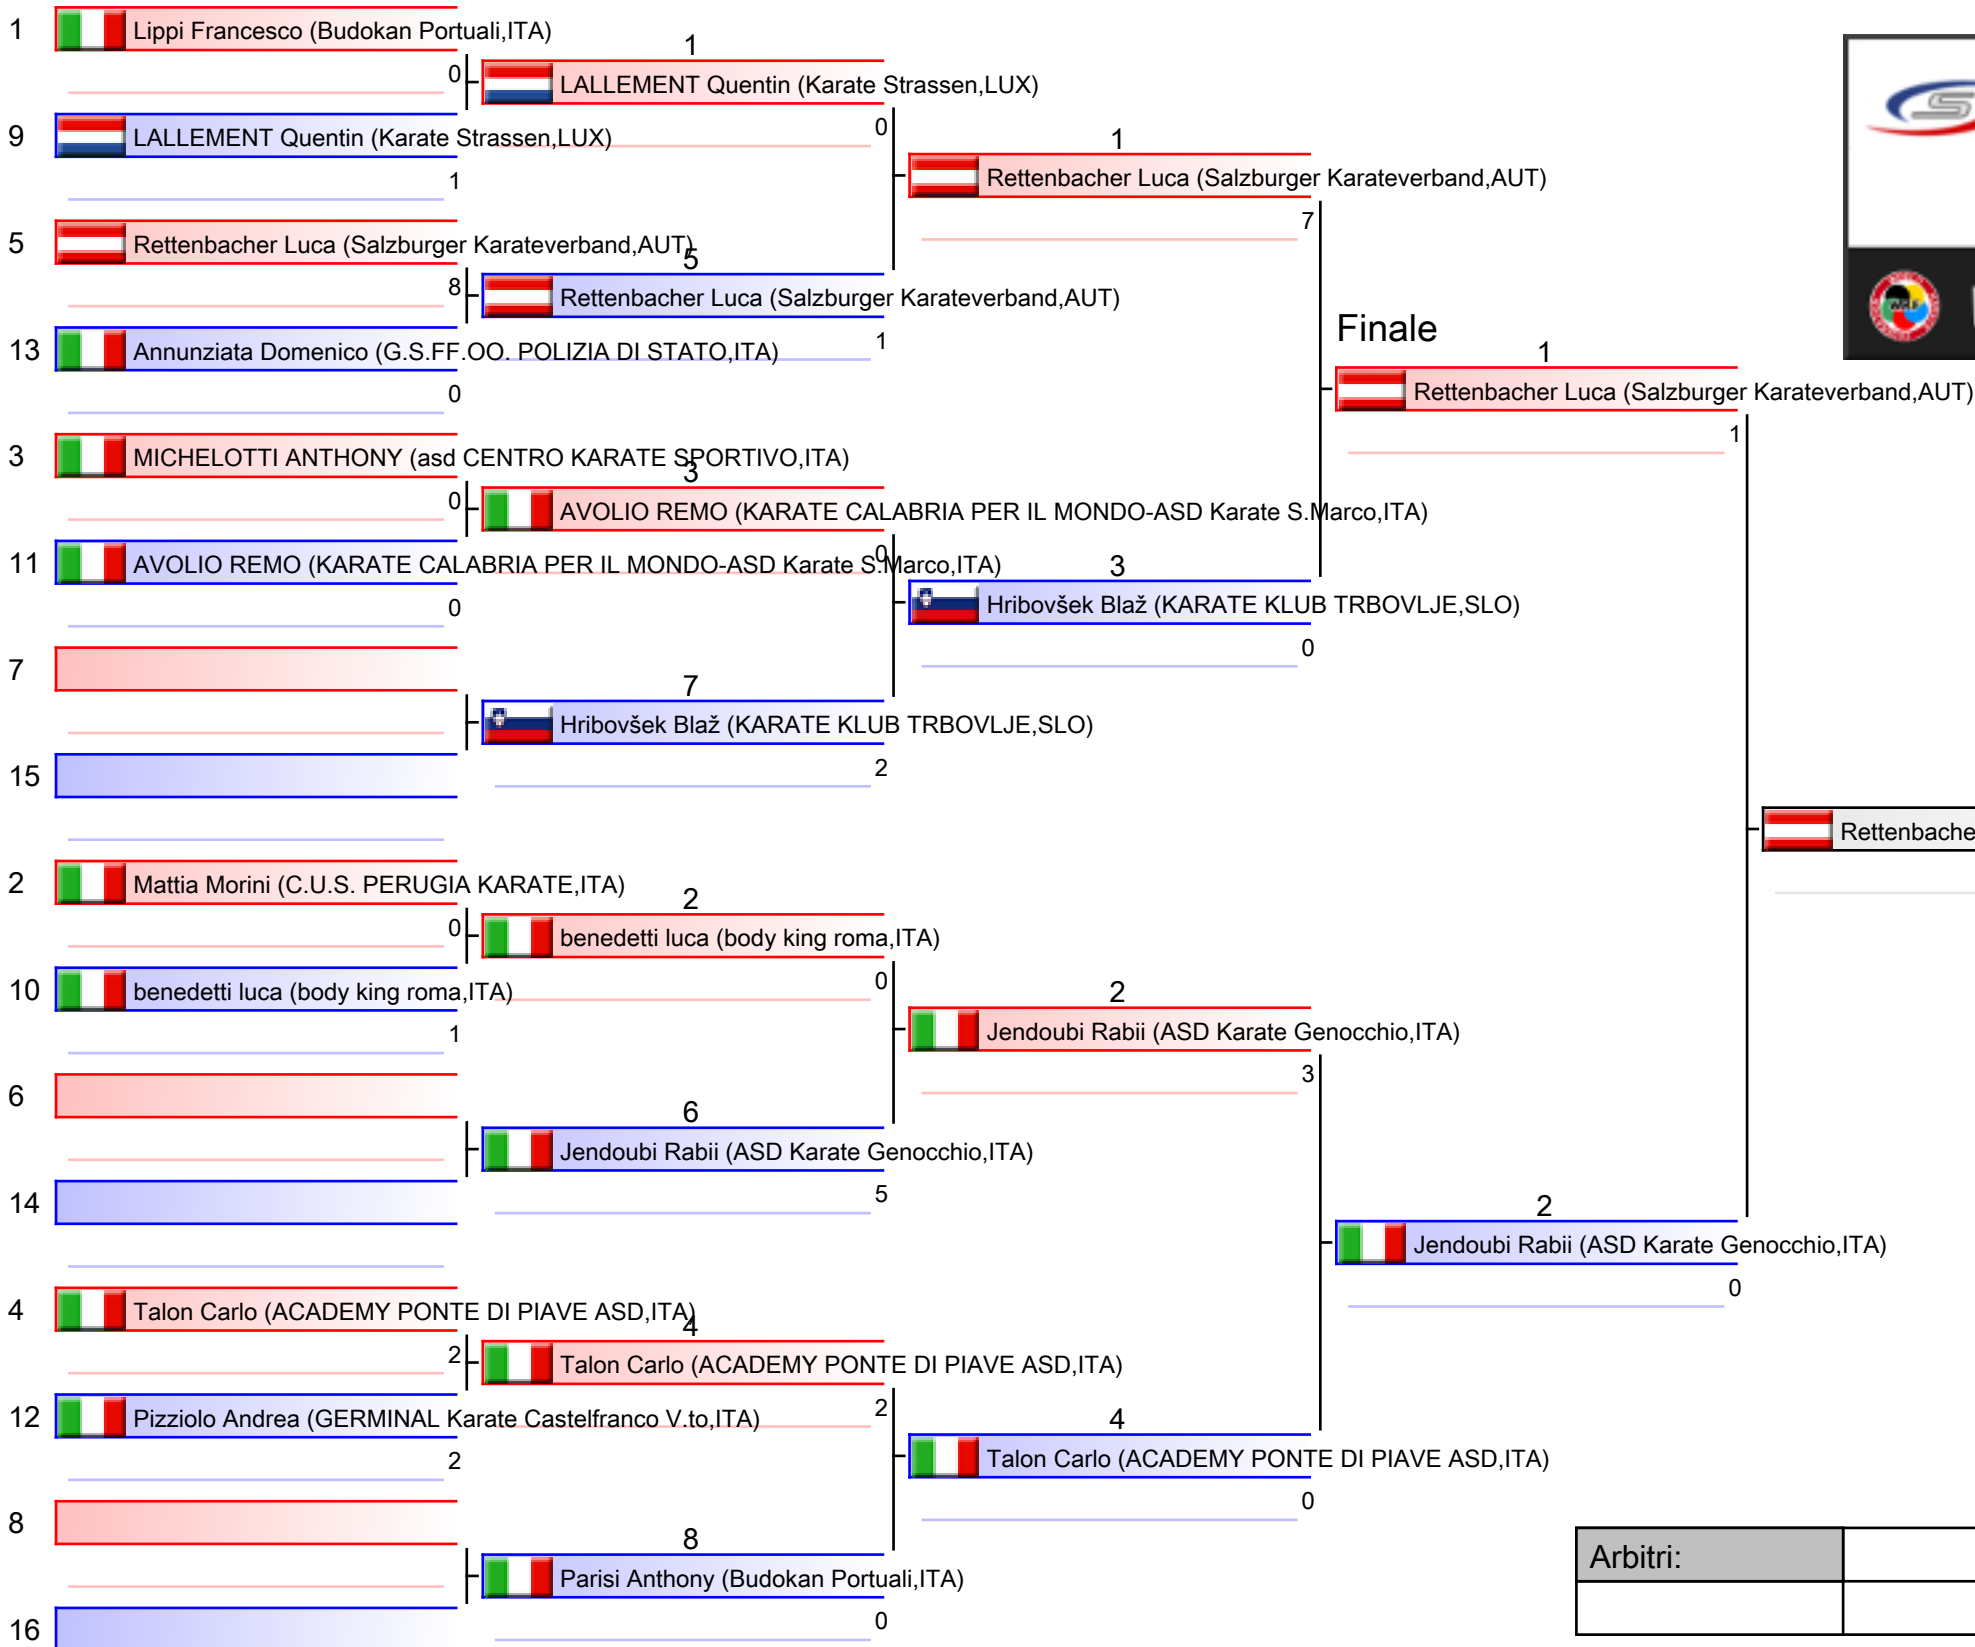 1 Lippi Francesco (Budokan Portuali,ITA)
0
9 LALLEMENT Quentin (Karate Strassen,LUX)
1
5 Rettenbacher Luca (Salzburger Karateverband,AUT)
8
13 Annunziata Domenico (G.S.FF.OO. POLIZIA DI STATO,ITA)
0
3 MICHELOTTI ANTHONY (asd CENTRO KARATE SPORTIVO,ITA)
0
11 AVOLIO REMO (KARATE CALABRIA PER IL MONDO-ASD Karate S.Marco,ITA)
0
7
15
2 Mattia Morini (C.U.S. PERUGIA KARATE,ITA)
0
10 benedetti luca (body king roma,ITA)
1
6
14
4 Talon Carlo (ACADEMY PONTE DI PIAVE ASD,ITA)
2
12 Pizziolo Andrea (GERMINAL Karate Castelfranco V.to,ITA)
2
8
16
1
LALLEMENT Quentin (Karate Strassen,LUX)
0
5
Rettenbacher Luca (Salzburger Karateverband,AUT)
1
3
AVOLIO REMO (KARATE CALABRIA PER IL MONDO-ASD Karate S.Marco,ITA)
0
7
Hribovšek Blaž (KARATE KLUB TRBOVLJE,SLO)
2
2
benedetti luca (body king roma,ITA)
0
6
Jendoubi Rabii (ASD Karate Genocchio,ITA)
5
4
Talon Carlo (ACADEMY PONTE DI PIAVE ASD,ITA)
2
8
Parisi Anthony (Budokan Portuali,ITA)
0
1
Rettenbacher Luca (Salzburger Karateverband,AUT)
7
3
Hribovšek Blaž (KARATE KLUB TRBOVLJE,SLO)
0
2
Jendoubi Rabii (ASD Karate Genocchio,ITA)
3
4
Talon Carlo (ACADEMY PONTE DI PIAVE ASD,ITA)
0
Finale
1
Rettenbacher Luca (Salzburger Karateverband,AUT)
1
2
Jendoubi Rabii (ASD Karate Genocchio,ITA)
0
Rettenbache
Arbitri: